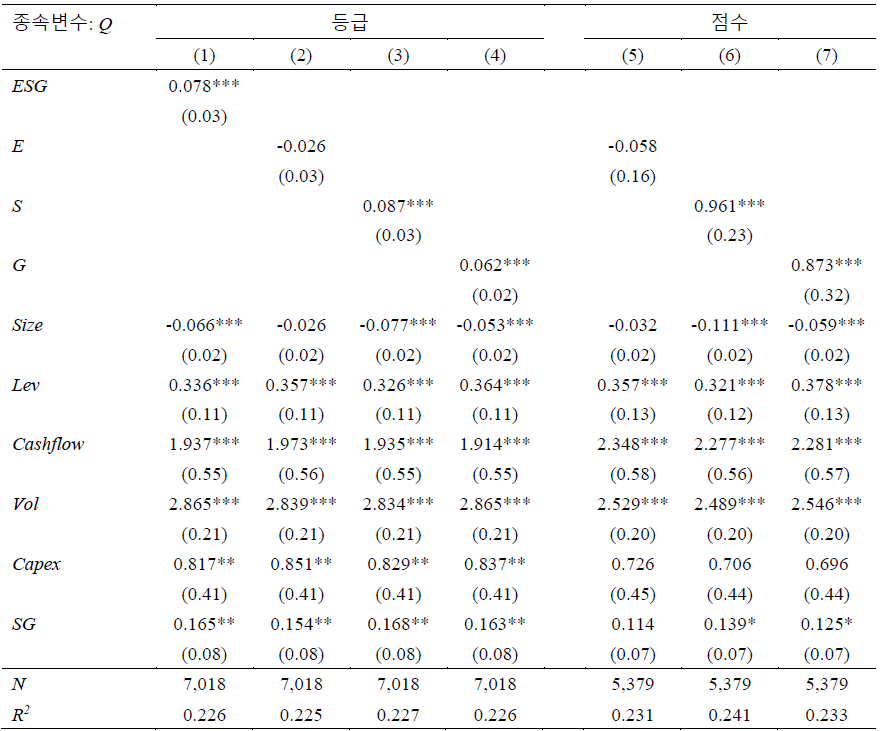 종속변수: Q 등급 점수
(1) (2) (3) (4) (5) (6) (7)
ESG 0.078***
(0.03)
E -0.026 -0.058
(0.03) (0.16)
S 0.087*** 0.961***
(0.03) (0.23)
G 0.062*** 0.873***
(0.02) (0.32)
Size -0.066*** -0.026 -0.077*** -0.053*** -0.032 -0.111*** -0.059***
(0.02) (0.02) (0.02) (0.02) (0.02) (0.02) (0.02)
Lev 0.336*** 0.357*** 0.326*** 0.364*** 0.357*** 0.321*** 0.378***
(0.11) (0.11) (0.11) (0.11) (0.13) (0.12) (0.13)
Cashflow 1.937*** 1.973*** 1.935*** 1.914*** 2.348*** 2.277*** 2.281***
(0.55) (0.56) (0.55) (0.55) (0.58) (0.56) (0.57)
Vol 2.865*** 2.839*** 2.834*** 2.865*** 2.529*** 2.489*** 2.546***
(0.21) (0.21) (0.21) (0.21) (0.20) (0.20) (0.20)
Capex 0.817** 0.851** 0.829** 0.837** 0.726 0.706 0.696
(0.41) (0.41) (0.41) (0.41) (0.45) (0.44) (0.44)
SG 0.165** 0.154** 0.168** 0.163** 0.114 0.139* 0.125*
(0.08) (0.08) (0.08) (0.08) (0.07) (0.07) (0.07)
N 7,018 7,018 7,018 7,018 5,379 5,379 5,379
R2 0.226 0.225 0.227 0.226 0.231 0.241 0.233